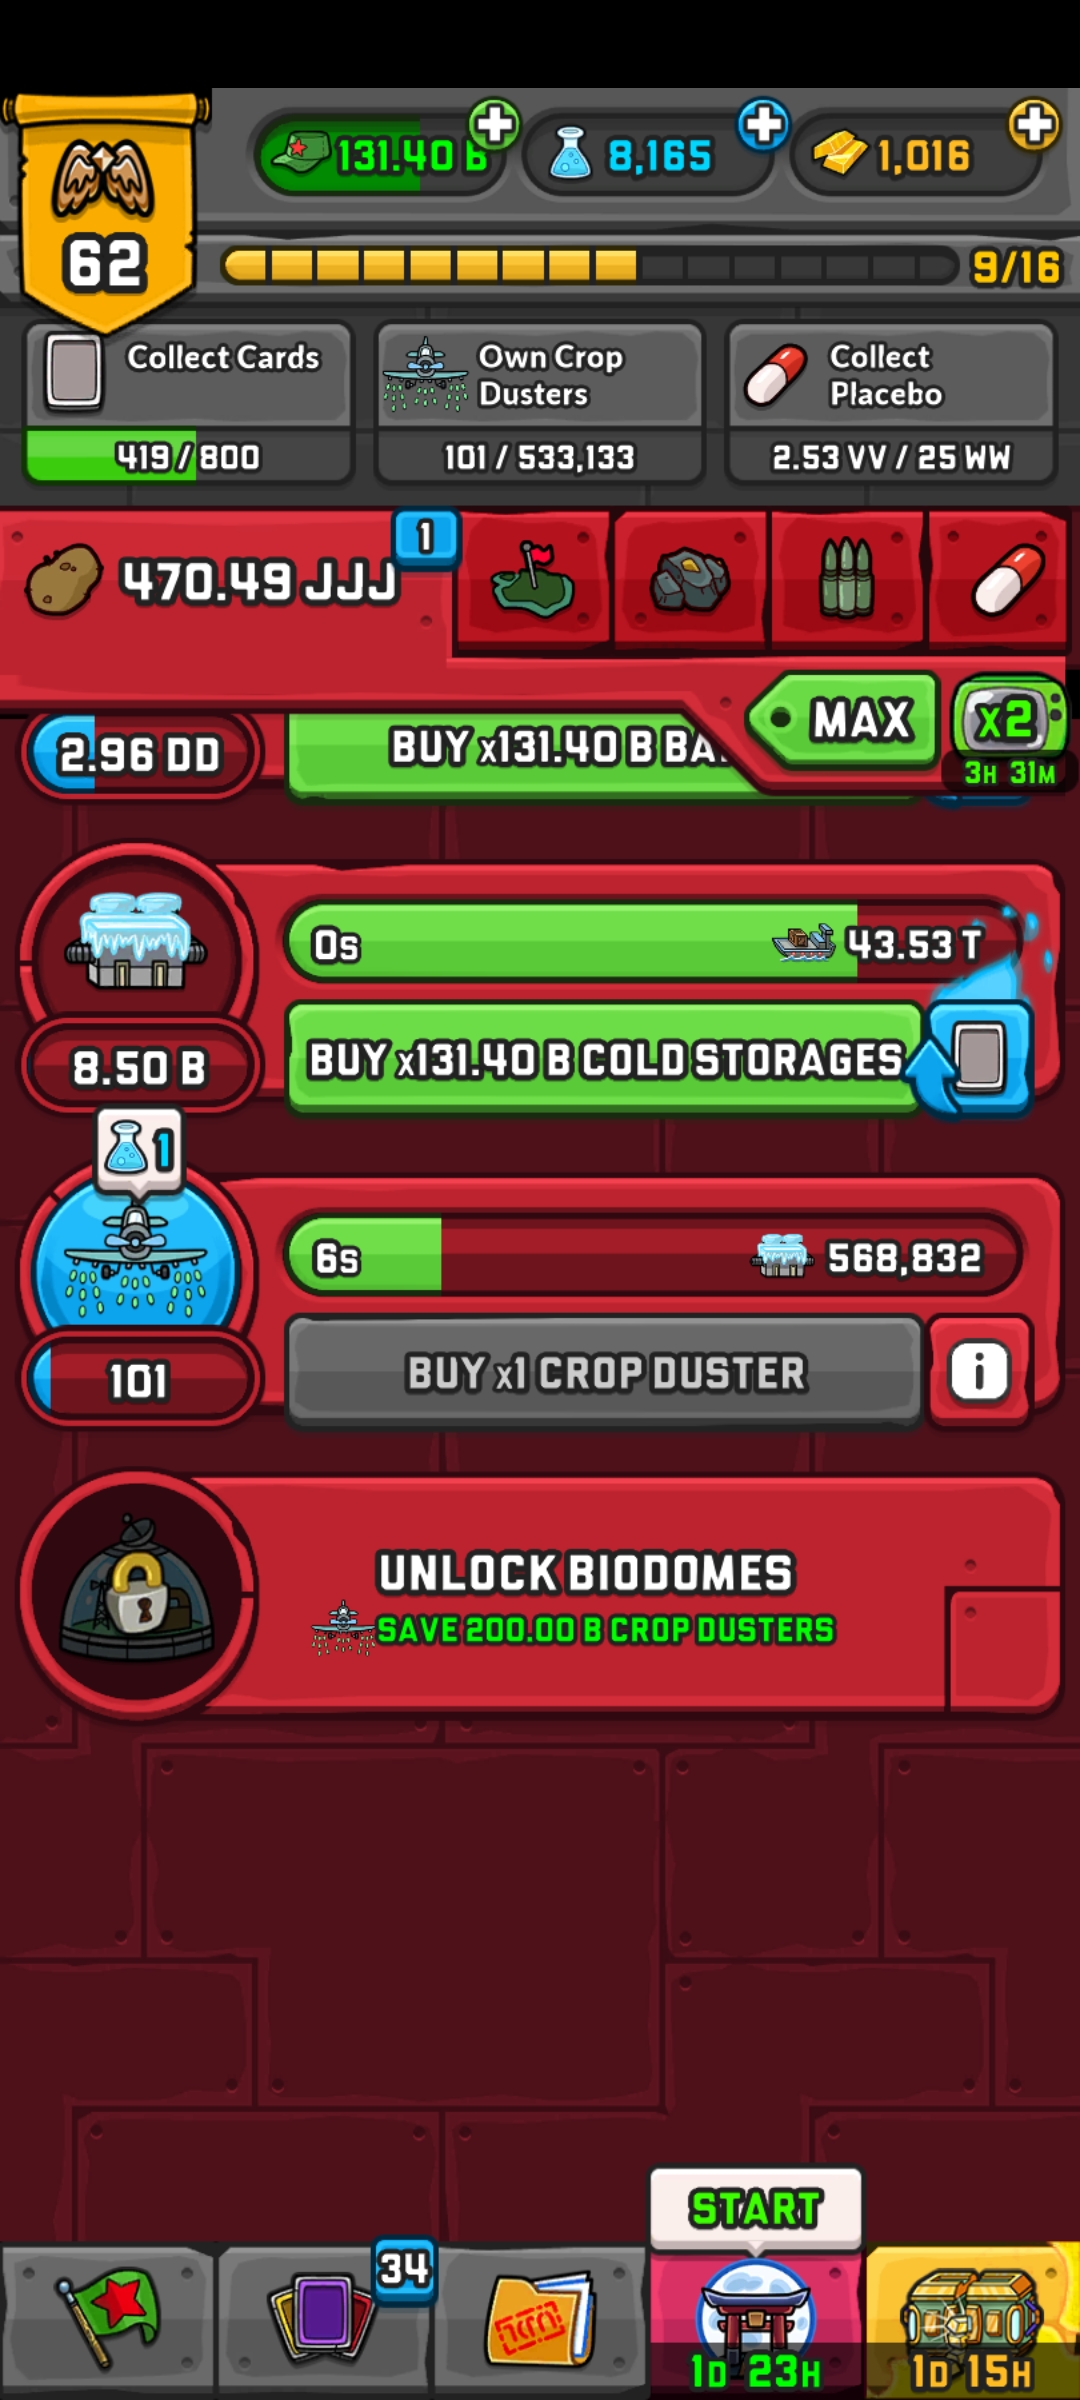 131.40 B
8,165
1,016
62
9/16
Collect Cards
419 / 800
Own Crop
Dusters
101 / 533,133
Collect
Placebo
2.53 VV / 25 WW
470.49 JJJ
1
MAX
x2
3H 31M
2.96 DD
BUY x131.40 B BA
0s
43.53 T
8.50 B
BUY x131.40 B COLD STORAGES
1
6s
568,832
101
BUY x1 CROP DUSTER
i
UNLOCK BIODOMES
SAVE 200.00 B CROP DUSTERS
START
34
1D 23H
1D 15H